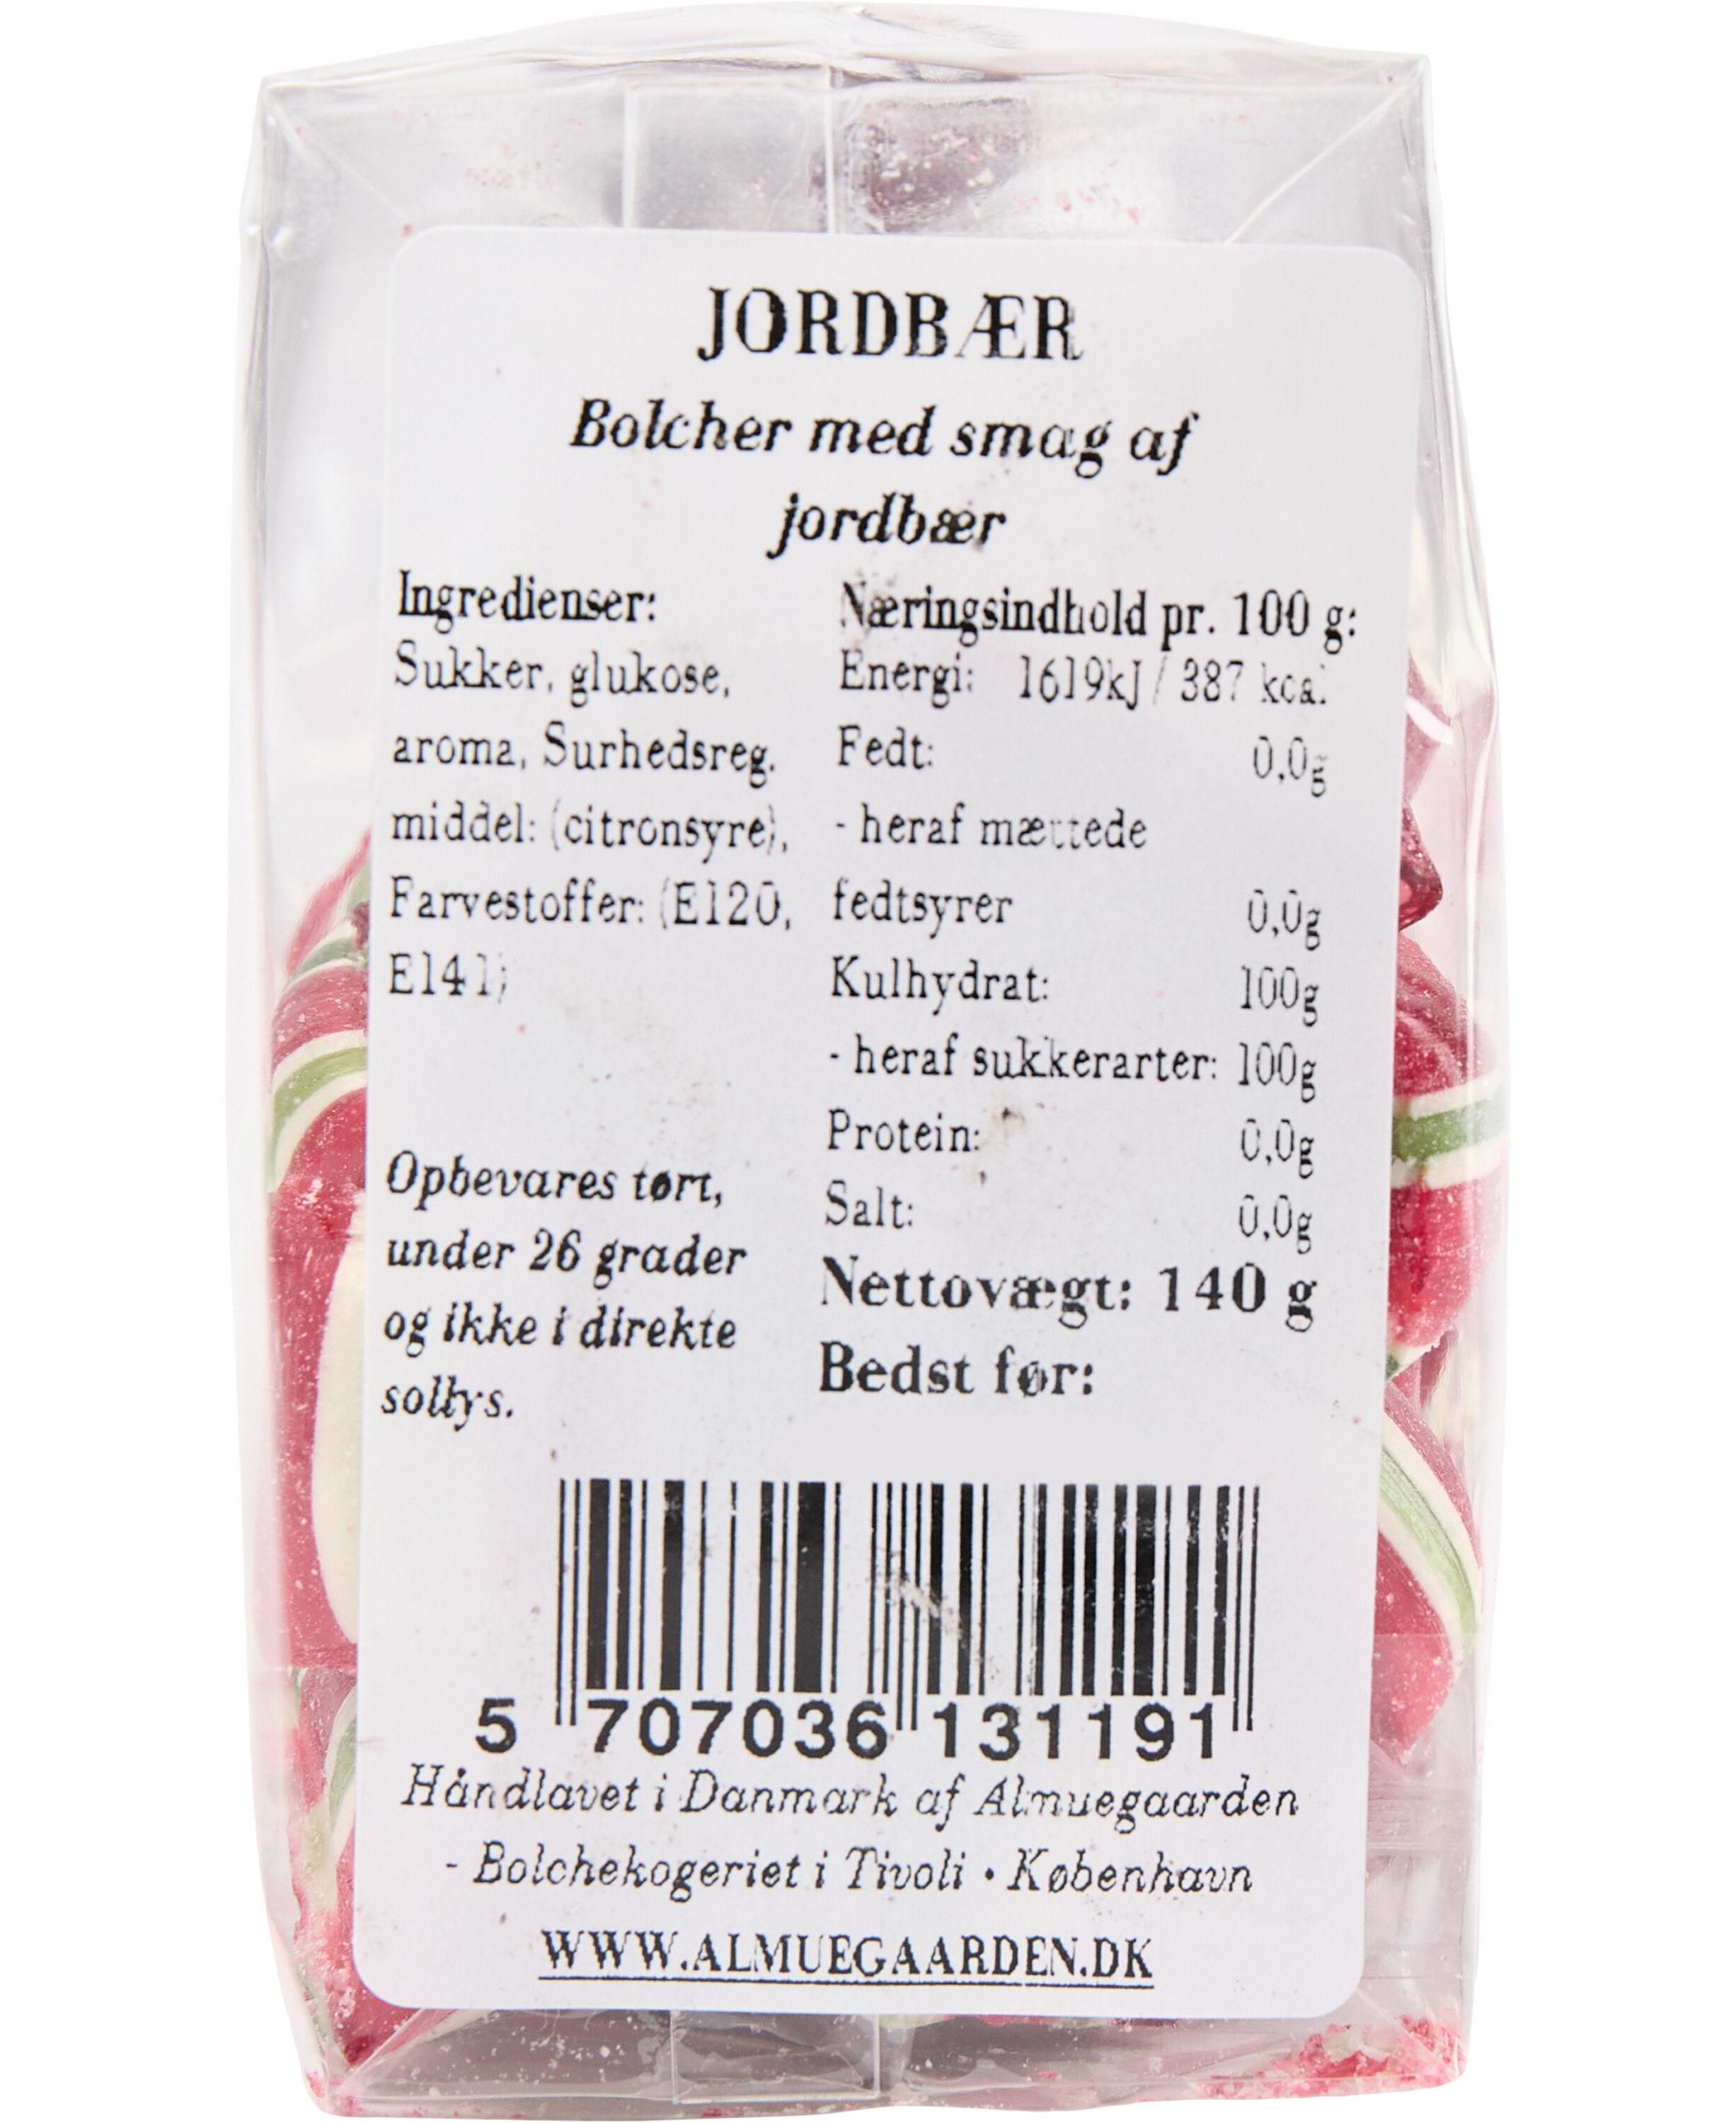 JORDBÆR
Bolcher med smag af
jordbær
Ingredienser:
Sukker, glukose,
aroma, Surhedsreg.
middel: (citronsyre),
Farvestoffer: (E120,
E141)
Opbevares tørt,
under 26 grader
og ikke i direkte
sollys.
Næringsindhold pr. 100 g:
Energi: 1619kJ / 387 kcal
Fedt: 0,0g
- heraf mættede
fedtsyrer 0,0g
Kulhydrat: 100g
- heraf sukkerarter: 100g
Protein: 0,0g
Salt: 0,0g
Nettovægt: 140 g
Bedst før:
5 707036 131191
Håndlavet i Danmark af Almuegaarden
- Bolchekogeriet i Tivoli • København
WWW.ALMUEGAARDEN.DK